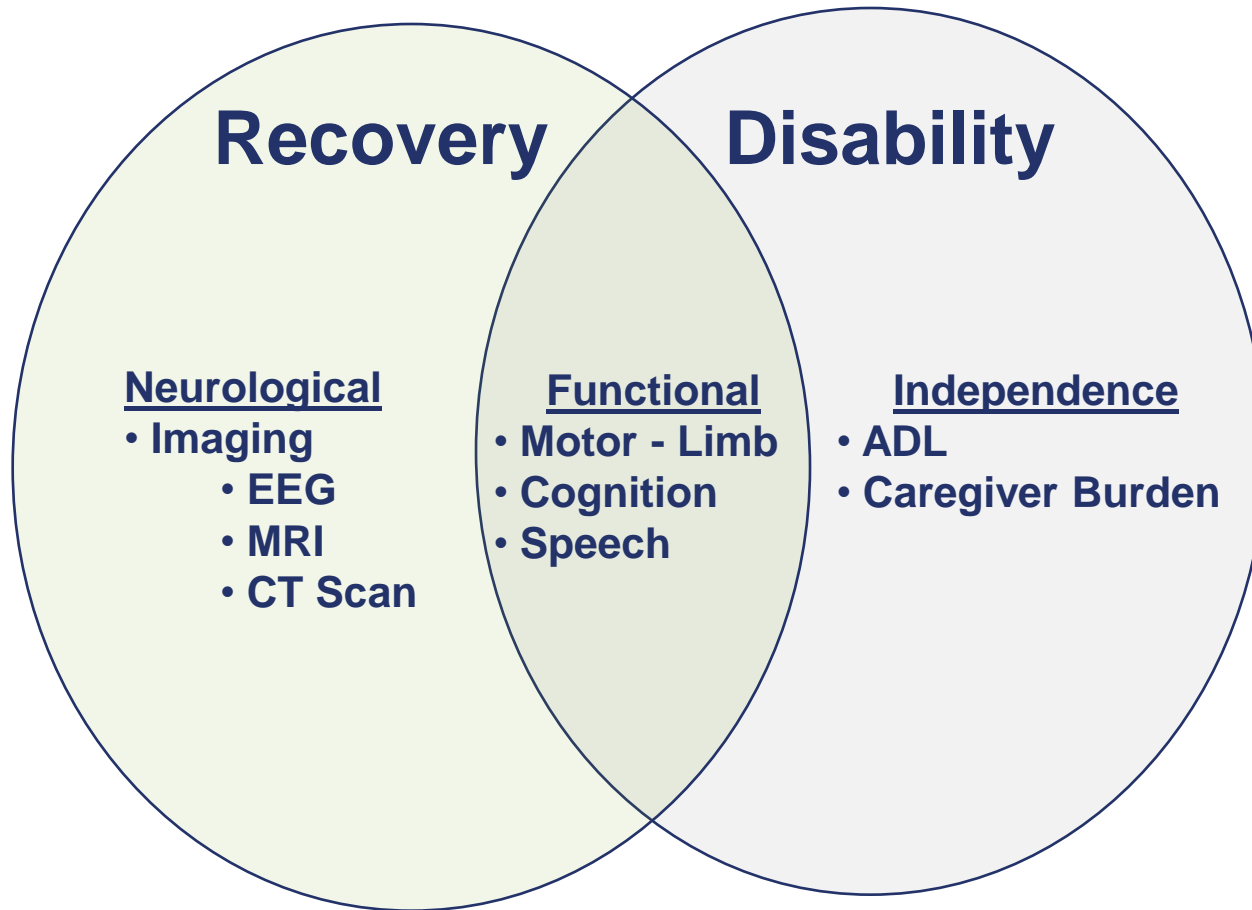 Recovery
Disability
Neurological
• Imaging
• EEG
• MRI
• CT Scan
Functional
• Motor - Limb
• Cognition
• Speech
Independence
• ADL
• Caregiver Burden